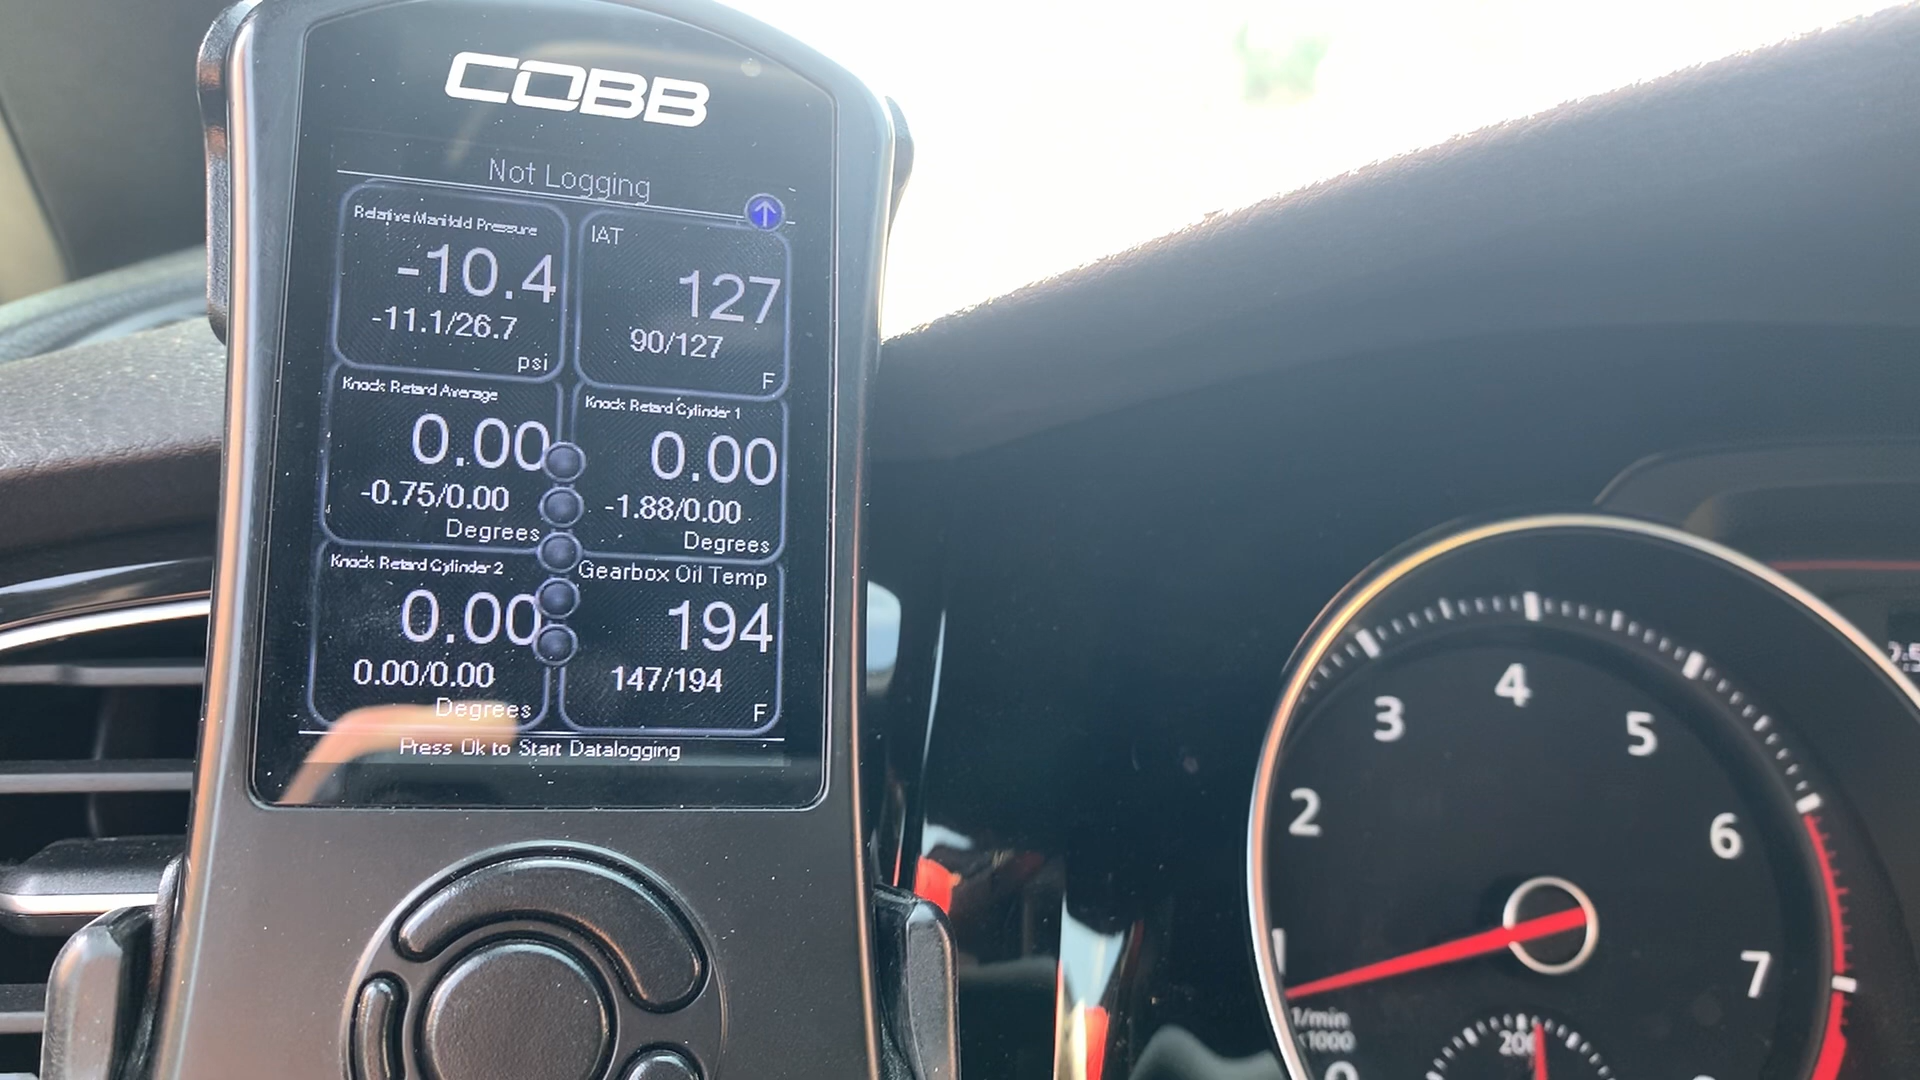 COBB
Not Logging
Relative Manifold Pressure
-10.4
-11.1/26.7
psi
IAT
127
90/127
F
Knock Retard Average
0.00
-0.75/0.00
Degrees
Knock Retard Cylinder 1
0.00
-1.88/0.00
Degrees
Knock Retard Cylinder 2
0.00
0.00/0.00
Degrees
Gearbox Oil Temp
194
147/194
F
Press Ok to Start Datalogging
1
2
3
4
5
6
7
1/min
x1000
200